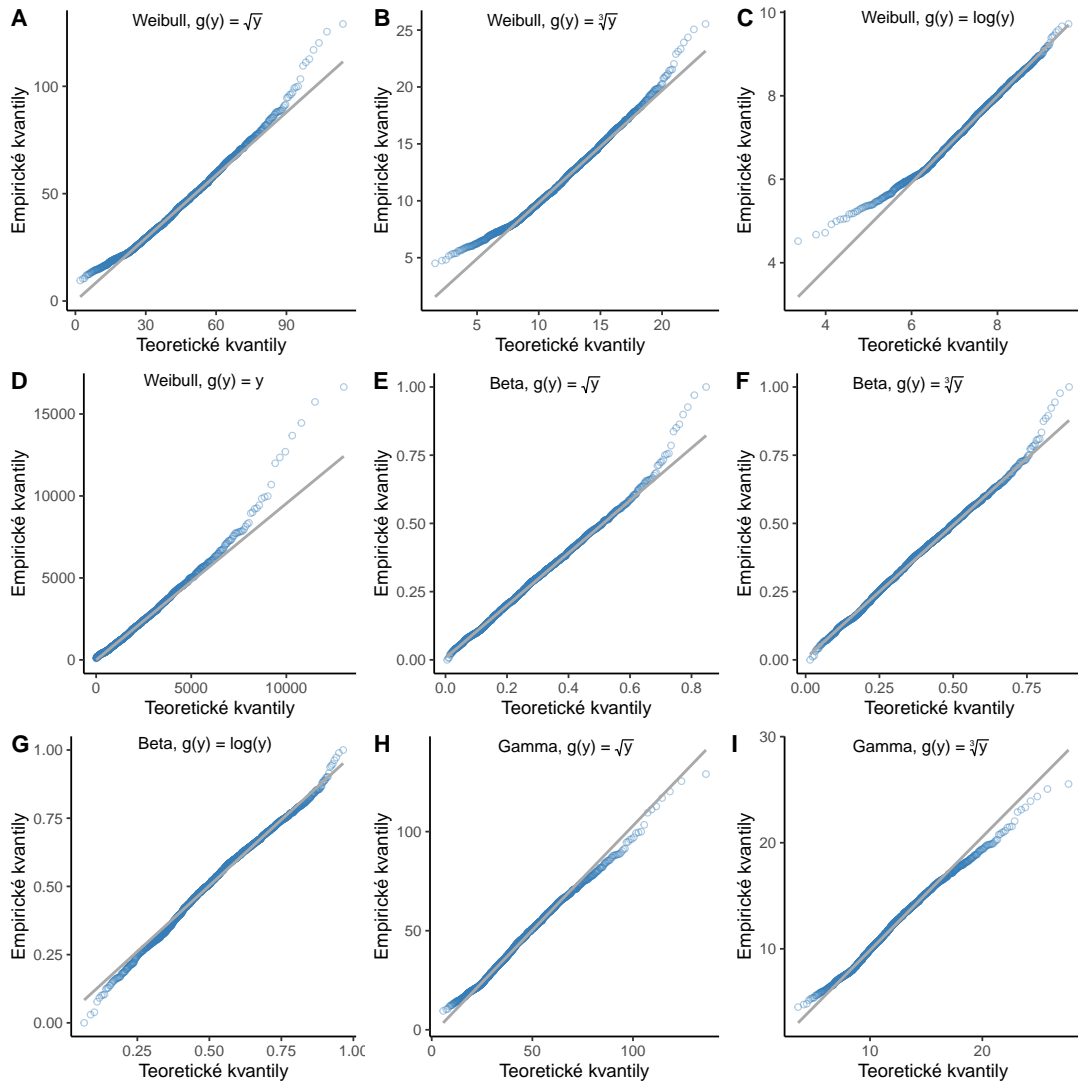 A
Weibull, g(y) = √y
Empirické kvantily
100
50
0
0 30 60 90
Teoretické kvantily
B
Weibull, g(y) = ∛y
Empirické kvantily
25
20
15
10
5
5 10 15 20
Teoretické kvantily
C
Weibull, g(y) = log(y)
Empirické kvantily
10
8
6
4
4 6 8
Teoretické kvantily
D
Weibull, g(y) = y
Empirické kvantily
15000
10000
5000
0
0 5000 10000
Teoretické kvantily
E
Beta, g(y) = √y
Empirické kvantily
1.00
0.75
0.50
0.25
0.00
0.0 0.2 0.4 0.6 0.8
Teoretické kvantily
F
Beta, g(y) = ∛y
Empirické kvantily
1.00
0.75
0.50
0.25
0.00
0.00 0.25 0.50 0.75
Teoretické kvantily
G
Beta, g(y) = log(y)
Empirické kvantily
1.00
0.75
0.50
0.25
0.00
0.25 0.50 0.75 1.0
Teoretické kvantily
H
Gamma, g(y) = √y
Empirické kvantily
100
50
0
0 50 100
Teoretické kvantily
I
Gamma, g(y) = ∛y
Empirické kvantily
30
20
10
10 20
Teoretické kvantily